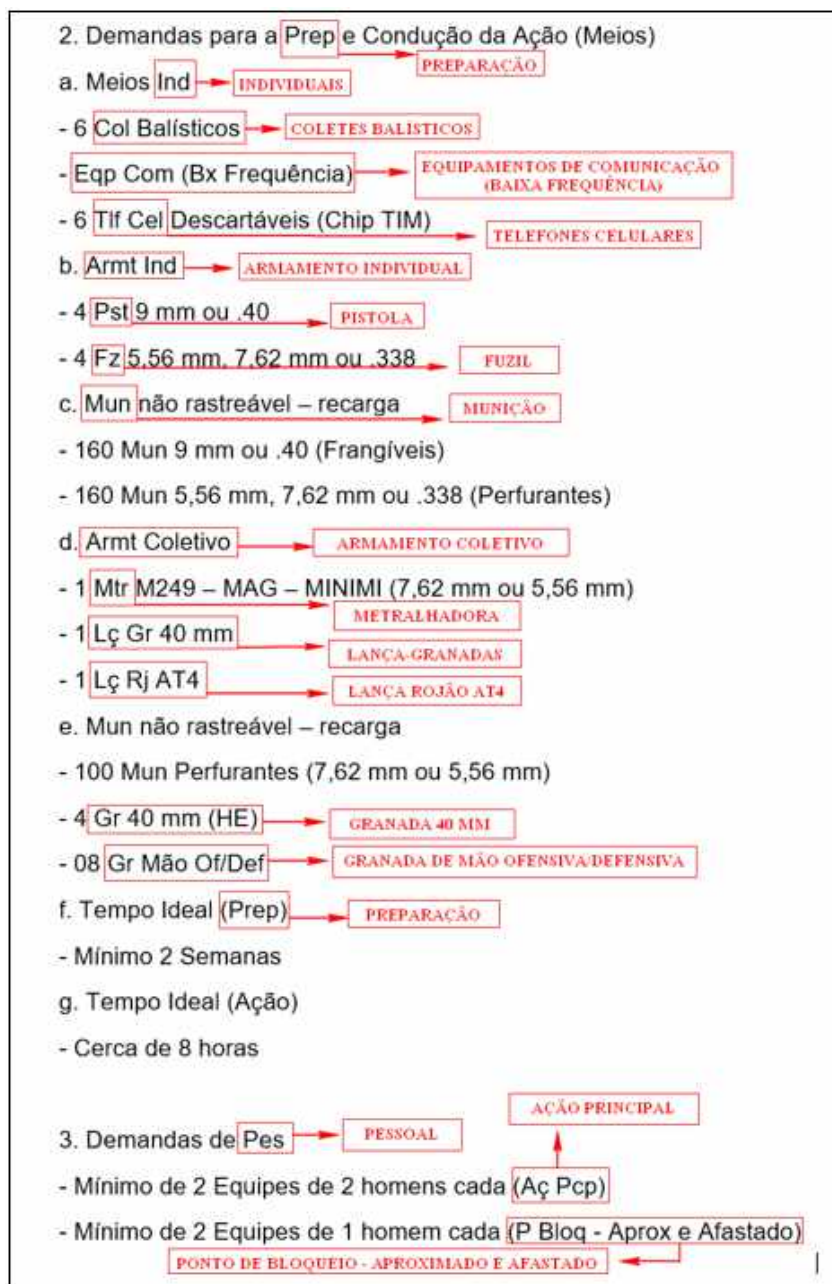 2. Demandas para a Prep e Condução da Ação (Meios)
PREPARAÇÃO
a. Meios Ind
INDIVIDUAIS
- 6 Col Balísticos
COLETES BALÍSTICOS
- Eqp Com (Bx Frequência)
EQUIPAMENTOS DE COMUNICAÇÃO
(BAIXA FREQUÊNCIA)
- 6 Tlf Cel Descartáveis (Chip TIM)
TELEFONES CELULARES
b. Armt Ind
ARMAMENTO INDIVIDUAL
- 4 Pst 9 mm ou .40
PISTOLA
- 4 Fz 5,56 mm, 7,62 mm ou .338
FUZIL
c. Mun não rastreável – recarga
MUNIÇÃO
- 160 Mun 9 mm ou .40 (Frangíveis)
- 160 Mun 5,56 mm, 7,62 mm ou .338 (Perfurantes)
d. Armt Coletivo
ARMAMENTO COLETIVO
- 1 Mtr M249 – MAG – MINIMI (7,62 mm ou 5,56 mm)
METRALHADORA
- 1 Lç Gr 40 mm
LANÇA-GRANADAS
- 1 Lç Rj AT4
LANÇA ROJÃO AT4
e. Mun não rastreável – recarga
- 100 Mun Perfurantes (7,62 mm ou 5,56 mm)
- 4 Gr 40 mm (HE)
GRANADA 40 MM
- 08 Gr Mão Of/Def
GRANADA DE MÃO OFENSIVA/DEFENSIVA
f. Tempo Ideal (Prep)
PREPARAÇÃO
- Mínimo 2 Semanas
g. Tempo Ideal (Ação)
- Cerca de 8 horas
AÇÃO PRINCIPAL
3. Demandas de Pes
PESSOAL
- Mínimo de 2 Equipes de 2 homens cada (Aç Pcp)
- Mínimo de 2 Equipes de 1 homem cada (P Bloq - Aprox e Afastado)
PONTO DE BLOQUEIO - APROXIMADO E AFASTADO